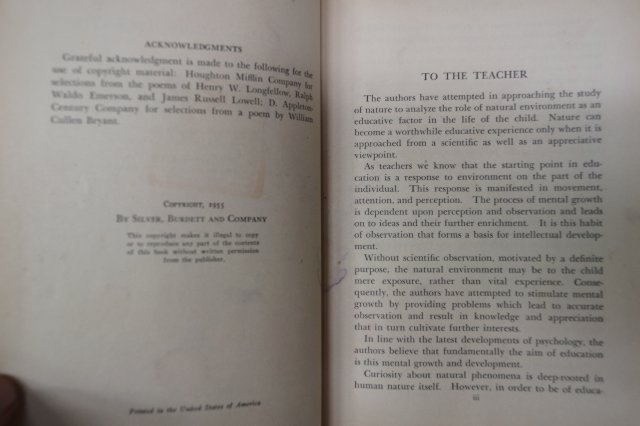 ACKNOWLEDGMENTS
Grateful acknowledgment is made to the following for the
use of copyright material: Houghton Mifflin Company for
selections from the poems of Henry W. Longfellow, Ralph
Waldo Emerson, and James Russell Lowell; D. Appleton-
Century Company for selections from a poem by William
Cullen Bryant.
COPYRIGHT, 1955
BY SILVER, BURDETT AND COMPANY
This copyright makes it illegal to copy
or to reproduce any part of the contents
of this book without written permission
from the publisher.
Printed in the United States of America
TO THE TEACHER
The authors have attempted in approaching the study
of nature to analyze the role of natural environment as an
educative factor in the life of the child. Nature can
become a worthwhile educative experience only when it is
approached from a scientific as well as an appreciative
viewpoint.
As teachers we know that the starting point in edu-
cation is a response to environment on the part of the
individual. This response is manifested in movement,
attention, and perception. The process of mental growth
is dependent upon perception and observation and leads
on to ideas and their further enrichment. It is this habit
of observation that forms a basis for intellectual develop-
ment.
Without scientific observation, motivated by a definite
purpose, the natural environment may be to the child
mere exposure, rather than vital experience. Conse-
quently, the authors have attempted to stimulate mental
growth by providing problems which lead to accurate
observation and result in knowledge and appreciation
that in turn cultivate further interests.
In line with the latest developments of psychology, the
authors believe that fundamentally the aim of education
is this mental growth and development.
Curiosity about natural phenomena is deep-rooted in
human nature itself. However, in order to be of educa-
iii